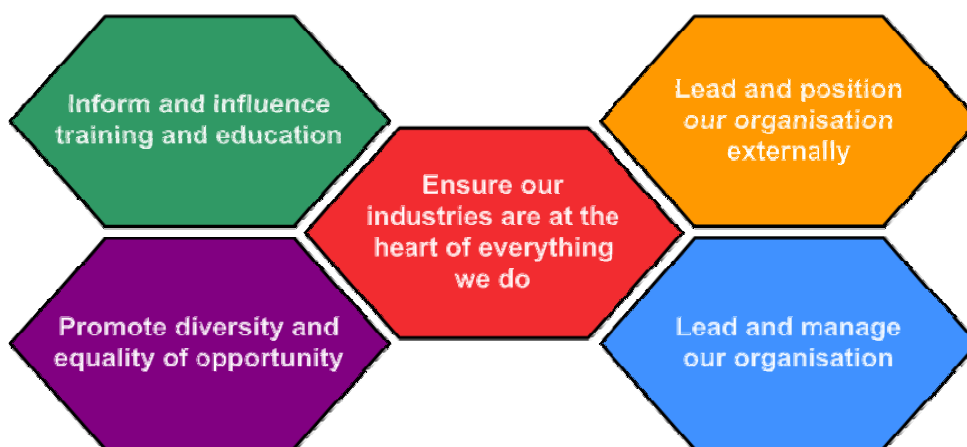 Inform and influence
training and education
Lead and position
our organisation
externally
Ensure our
industries are at the
heart of everything
we do
Promote diversity and
equality of opportunity
Lead and manage
our organisation